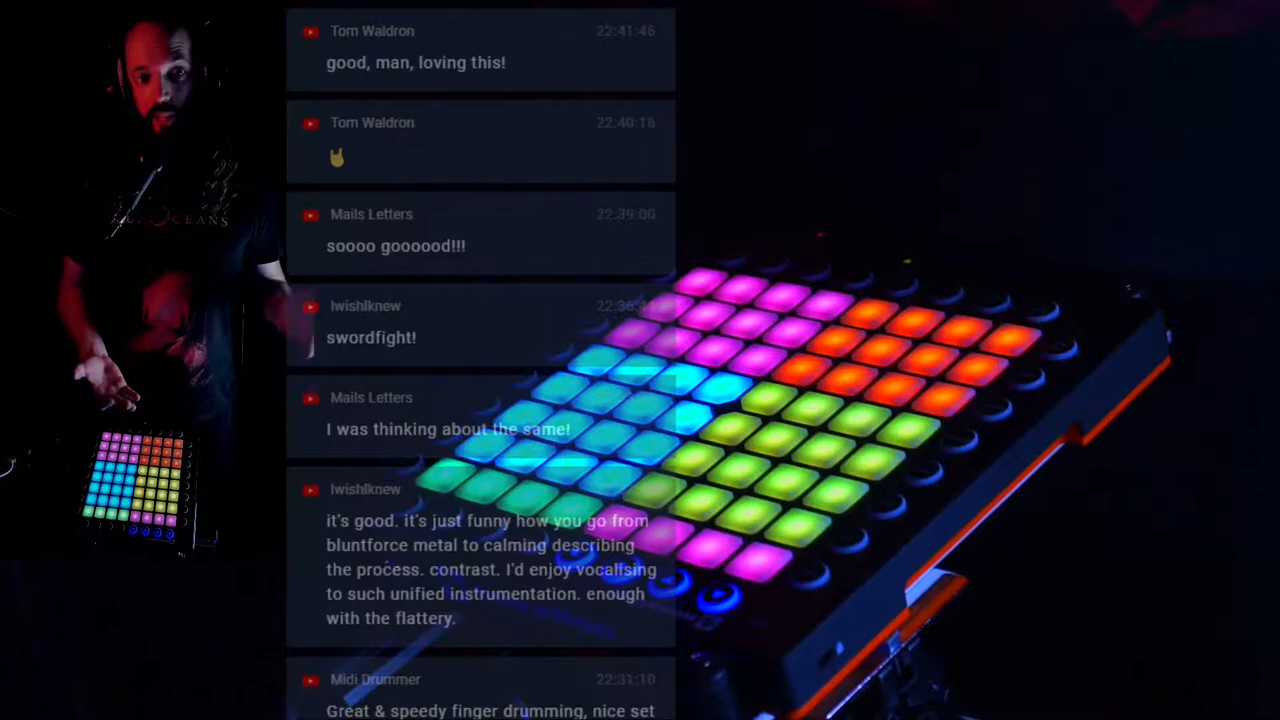 Tom Waldron 22:41:46
good, man, loving this!
Tom Waldron 22:40:16
Mails Letters 22:39:00
soooo goooood!!!
IwishIknew
swordfight!
Mails Letters
I was thinking about the same!
IwishIknew
it's good. it's just funny how you go from
bluntforce metal to calming describing
the process. contrast. I'd enjoy vocalising
to such unified instrumentation. enough
with the flattery.
Midi Drummer 22:31:10
Great & speedy finger drumming, nice set